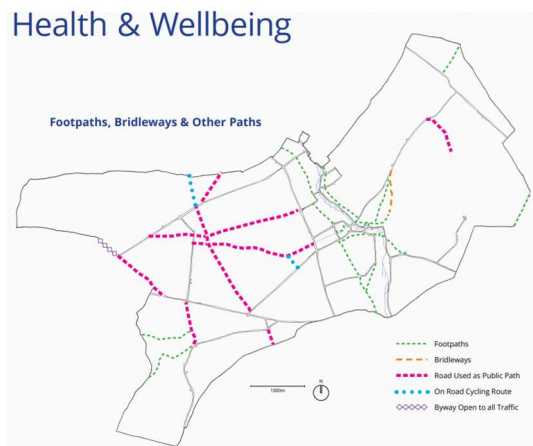 Health & Wellbeing
Footpaths, Bridleways & Other Paths
Footpaths
Bridleways
Road Used as Public Path
On Road Cycling Route
Byway Open to all Traffic
1000m
N